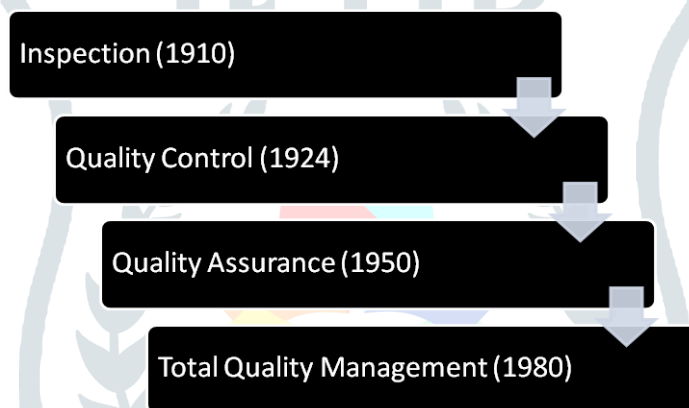 Inspection (1910)
Quality Control (1924)
Quality Assurance (1950)
Total Quality Management (1980)